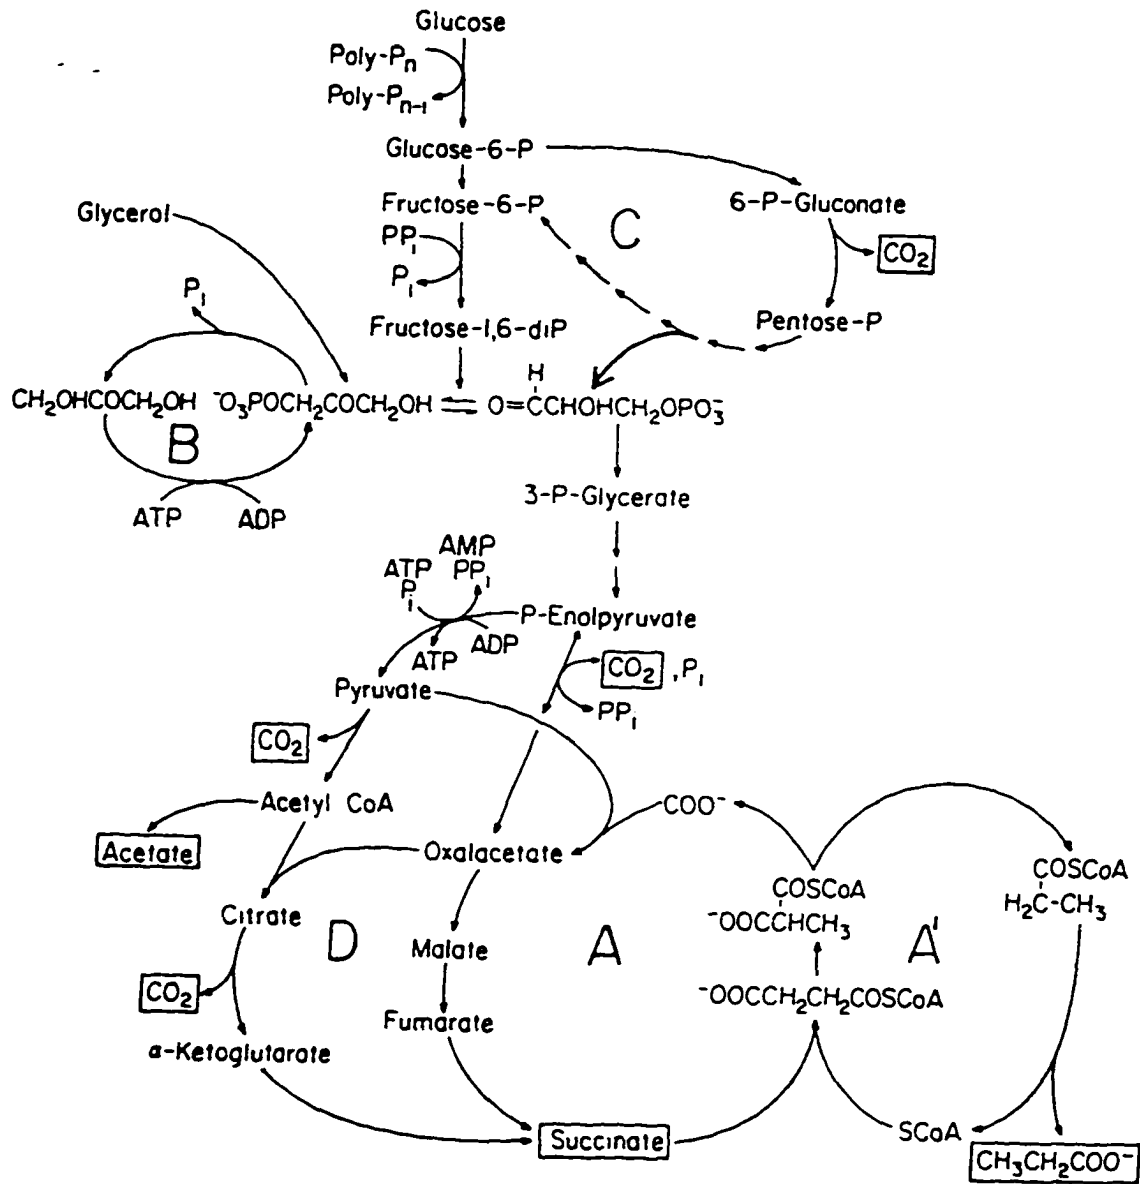 Glucose
Poly-Pn
Poly-Pn-1
Glucose-6-P
Fructose-6-P
6-P-Gluconate
Glycerol
C
PPi
CO2
Pi
Pi
Pentose-P
Fructose-1,6-diP
H
CH2OHCOCH2OH ⁻O3POCH2COCH2OH O=CCHOHCH2OPO3⁻
B
3-P-Glycerate
ATP ADP
AMP
ATP PPi
Pi
P-Enolpyruvate
ADP
ATP
CO2 , Pi
Pyruvate
PPi
CO2
Acetyl CoA
COO⁻
Acetate
Oxalacetate
COSCoA
COSCoA
H2C-CH3
⁻OOCCHCH3
Citrate
D
Malate
A
A'
CO2
⁻OOCCH2CH2COSCoA
Fumarate
α-Ketoglutarate
Succinate
SCoA
CH3CH2COO⁻